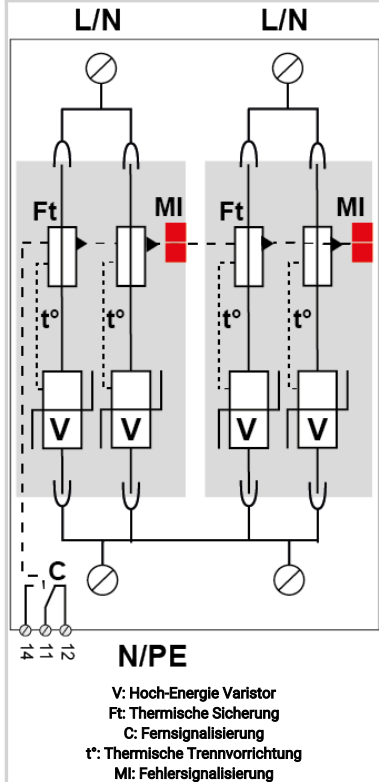 L/N L/N
Ft MI Ft MI
t° t° t° t°
V V V V
C
14 11 12
N/PE
V: Hoch-Energie Varistor
Ft: Thermische Sicherung
C: Fernsignalisierung
t°: Thermische Trennvorrichtung
MI: Fehlersignalisierung